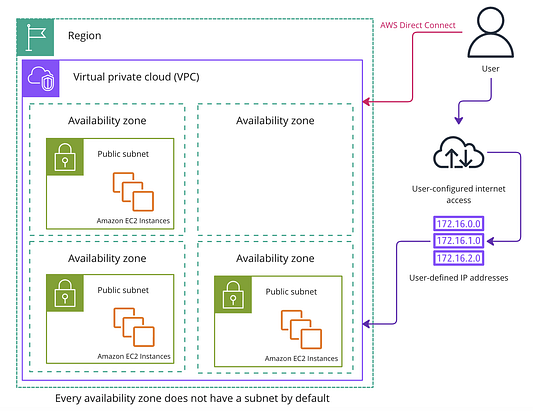 Region
AWS Direct Connect
User
Virtual private cloud (VPC)
Availability zone
Public subnet
Amazon EC2 Instances
Availability zone
User-configured internet
access
172.16.0.0
172.16.1.0
172.16.2.0
User-defined IP addresses
Availability zone
Public subnet
Amazon EC2 Instances
Availability zone
Public subnet
Amazon EC2 Instances
Every availability zone does not have a subnet by default